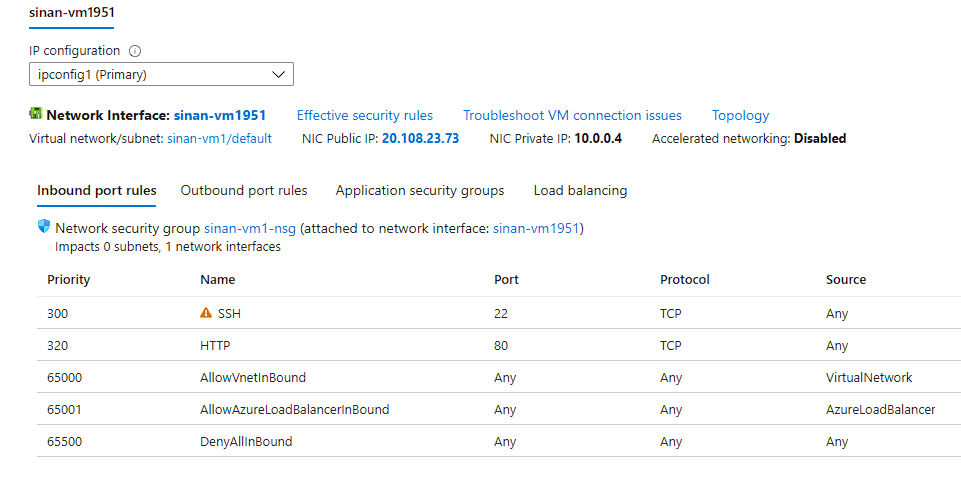 sinan-vm1951
IP configuration
ipconfig1 (Primary)
Network Interface: sinan-vm1951 Effective security rules Troubleshoot VM connection issues Topology
Virtual network/subnet: sinan-vm1/default NIC Public IP: 20.108.23.73 NIC Private IP: 10.0.0.4 Accelerated networking: Disabled
Inbound port rules Outbound port rules Application security groups Load balancing
Network security group sinan-vm1-nsg (attached to network interface: sinan-vm1951)
Impacts 0 subnets, 1 network interfaces
Priority Name Port Protocol Source
300 SSH 22 TCP Any
320 HTTP 80 TCP Any
65000 AllowVnetInBound Any Any VirtualNetwork
65001 AllowAzureLoadBalancerInBound Any Any AzureLoadBalancer
65500 DenyAllInBound Any Any Any